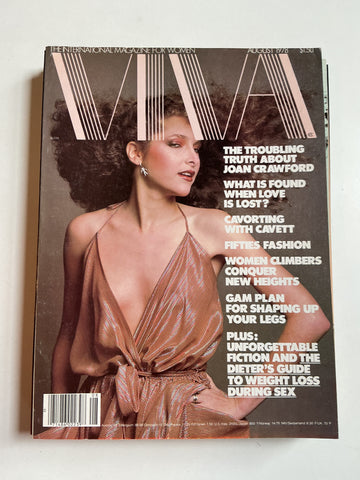 THE INTERNATIONAL MAGAZINE FOR WOMEN
AUGUST 1978 $1.50
VIVA
THE TROUBLING
TRUTH ABOUT
JOAN CRAWFORD
WHAT IS FOUND
WHEN LOVE
IS LOST?
CAVORTING
WITH CAVETT
FIFTIES FASHION
WOMEN CLIMBERS
CONQUER
NEW HEIGHTS
GAM PLAN
FOR SHAPING UP
YOUR LEGS
PLUS:
UNFORGETTABLE
FICTION AND THE
DIETER'S GUIDE
TO WEIGHT LOSS
DURING SEX